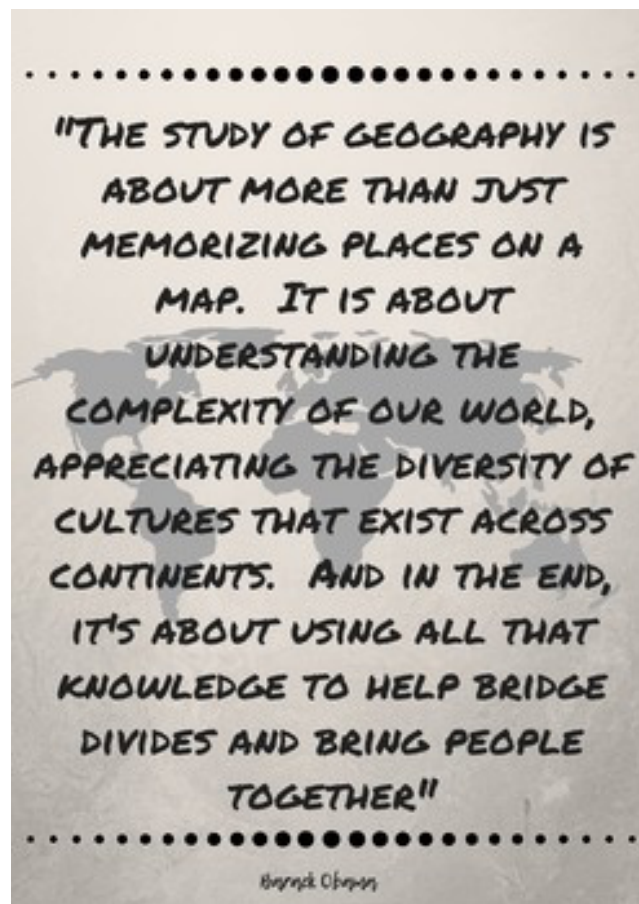 "The study of geography is
about more than just
memorizing places on a
map.  It is about
understanding the
complexity of our world,
appreciating the diversity of
cultures that exist across
continents.  And in the end,
it's about using all that
knowledge to help bridge
divides and bring people
together"
Barack Obama